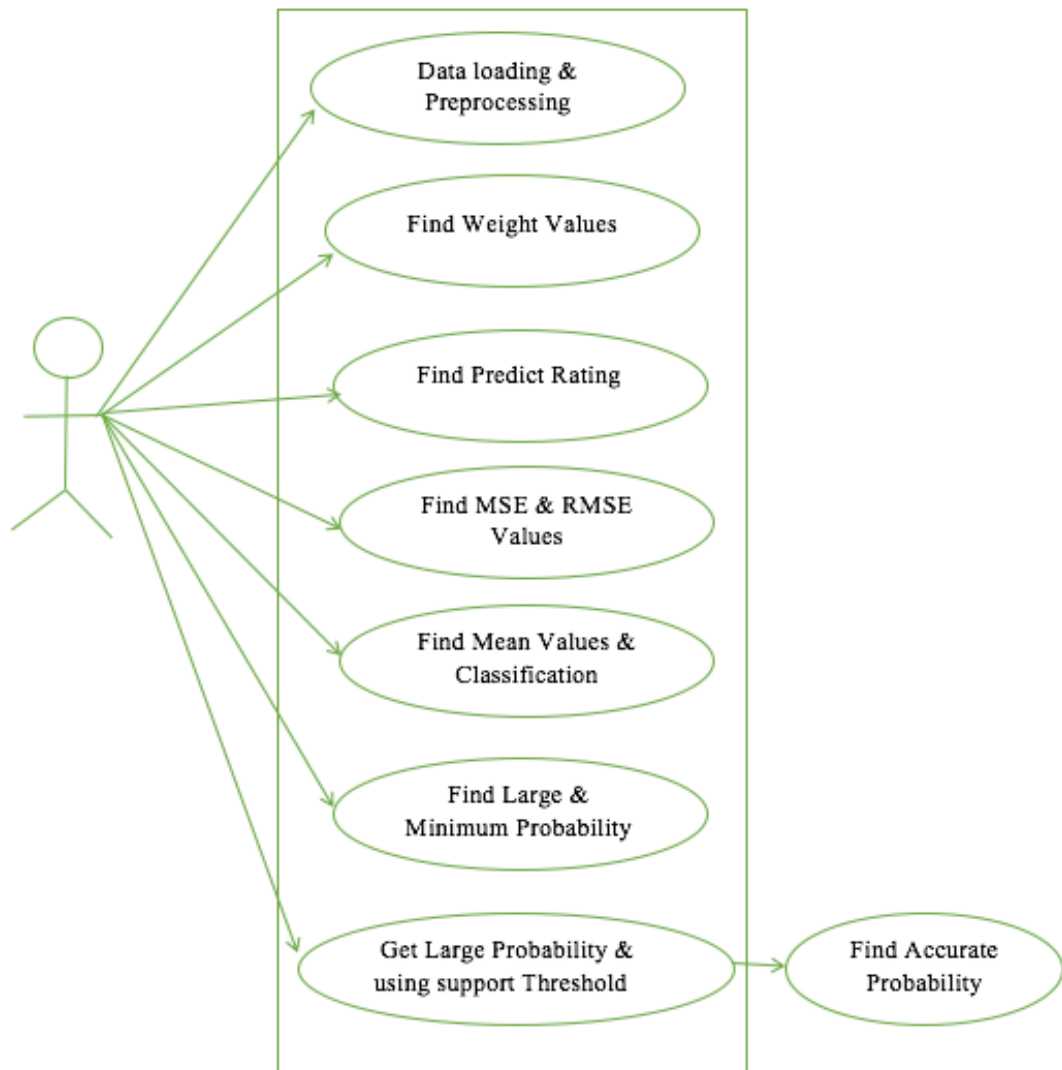 Data loading &
Preprocessing
Find Weight Values
Find Predict Rating
Find MSE & RMSE
Values
Find Mean Values &
Classification
Find Large &
Minimum Probability
Get Large Probability &
using support Threshold
Find Accurate
Probability